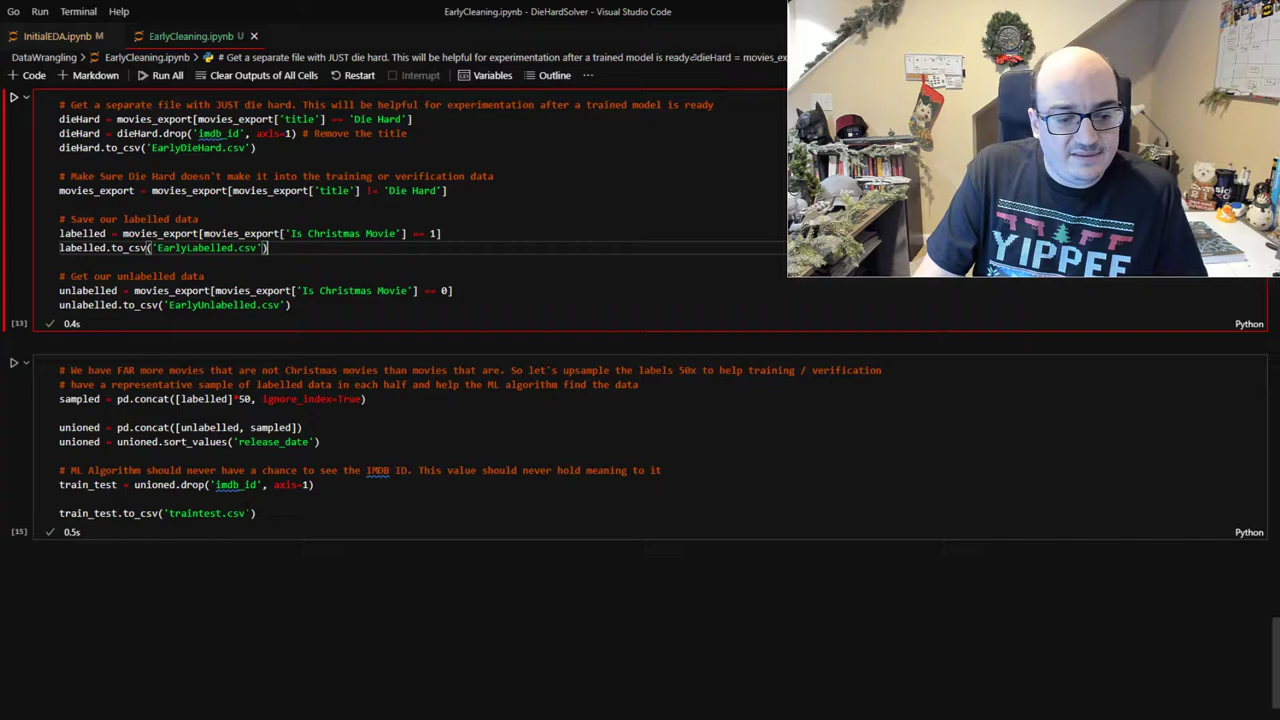 Go Run Terminal Help
EarlyCleaning.ipynb - DieHardSolver - Visual Studio Code
InitialEDA.ipynb M EarlyCleaning.ipynb U
DataWrangling > EarlyCleaning.ipynb > # Get a separate file with JUST die hard. This will be helpful for experimentation after a trained model is ready⏎dieHard = movies_ex
+ Code + Markdown Run All Clear Outputs of All Cells Restart Interrupt Variables Outline ...
# Get a separate file with JUST die hard. This will be helpful for experimentation after a trained model is ready
dieHard = movies_export[movies_export['title'] == 'Die Hard']
dieHard = dieHard.drop('imdb_id', axis=1) # Remove the title
dieHard.to_csv('EarlyDieHard.csv')
# Make Sure Die Hard doesn't make it into the training or verification data
movies_export = movies_export[movies_export['title'] != 'Die Hard']
# Save our labelled data
labelled = movies_export[movies_export['Is Christmas Movie'] == 1]
labelled.to_csv('EarlyLabelled.csv')
# Get our unlabelled data
unlabelled = movies_export[movies_export['Is Christmas Movie'] == 0]
unlabelled.to_csv('EarlyUnlabelled.csv')
[13] 0.4s Python
# We have FAR more movies that are not Christmas movies than movies that are. So let's upsample the labels 50x to help training / verification
# have a representative sample of labelled data in each half and help the ML algorithm find the data
sampled = pd.concat([labelled]*50, ignore_index=True)
unioned = pd.concat([unlabelled, sampled])
unioned = unioned.sort_values('release_date')
# ML Algorithm should never have a chance to see the IMDB ID. This value should never hold meaning to it
train_test = unioned.drop('imdb_id', axis=1)
train_test.to_csv('traintest.csv')
[15] 0.5s Python
YIPPEE